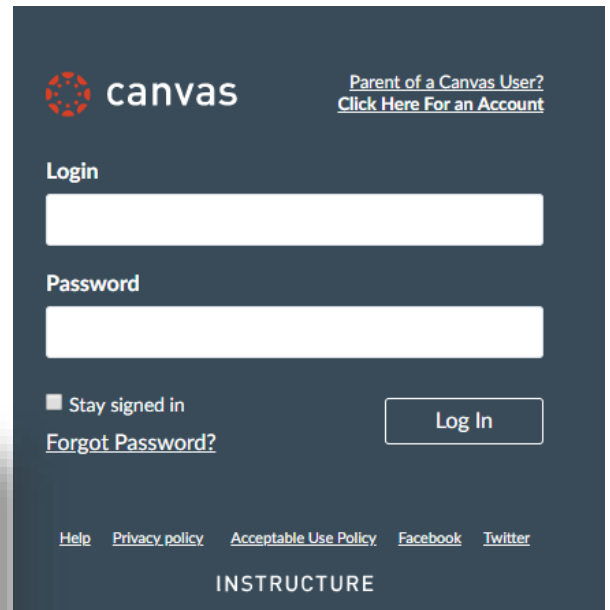 canvas
Parent of a Canvas User?
Click Here For an Account
Login
Password
Stay signed in
Log In
Forgot Password?
Help Privacy policy Acceptable Use Policy Facebook Twitter
INSTRUCTURE